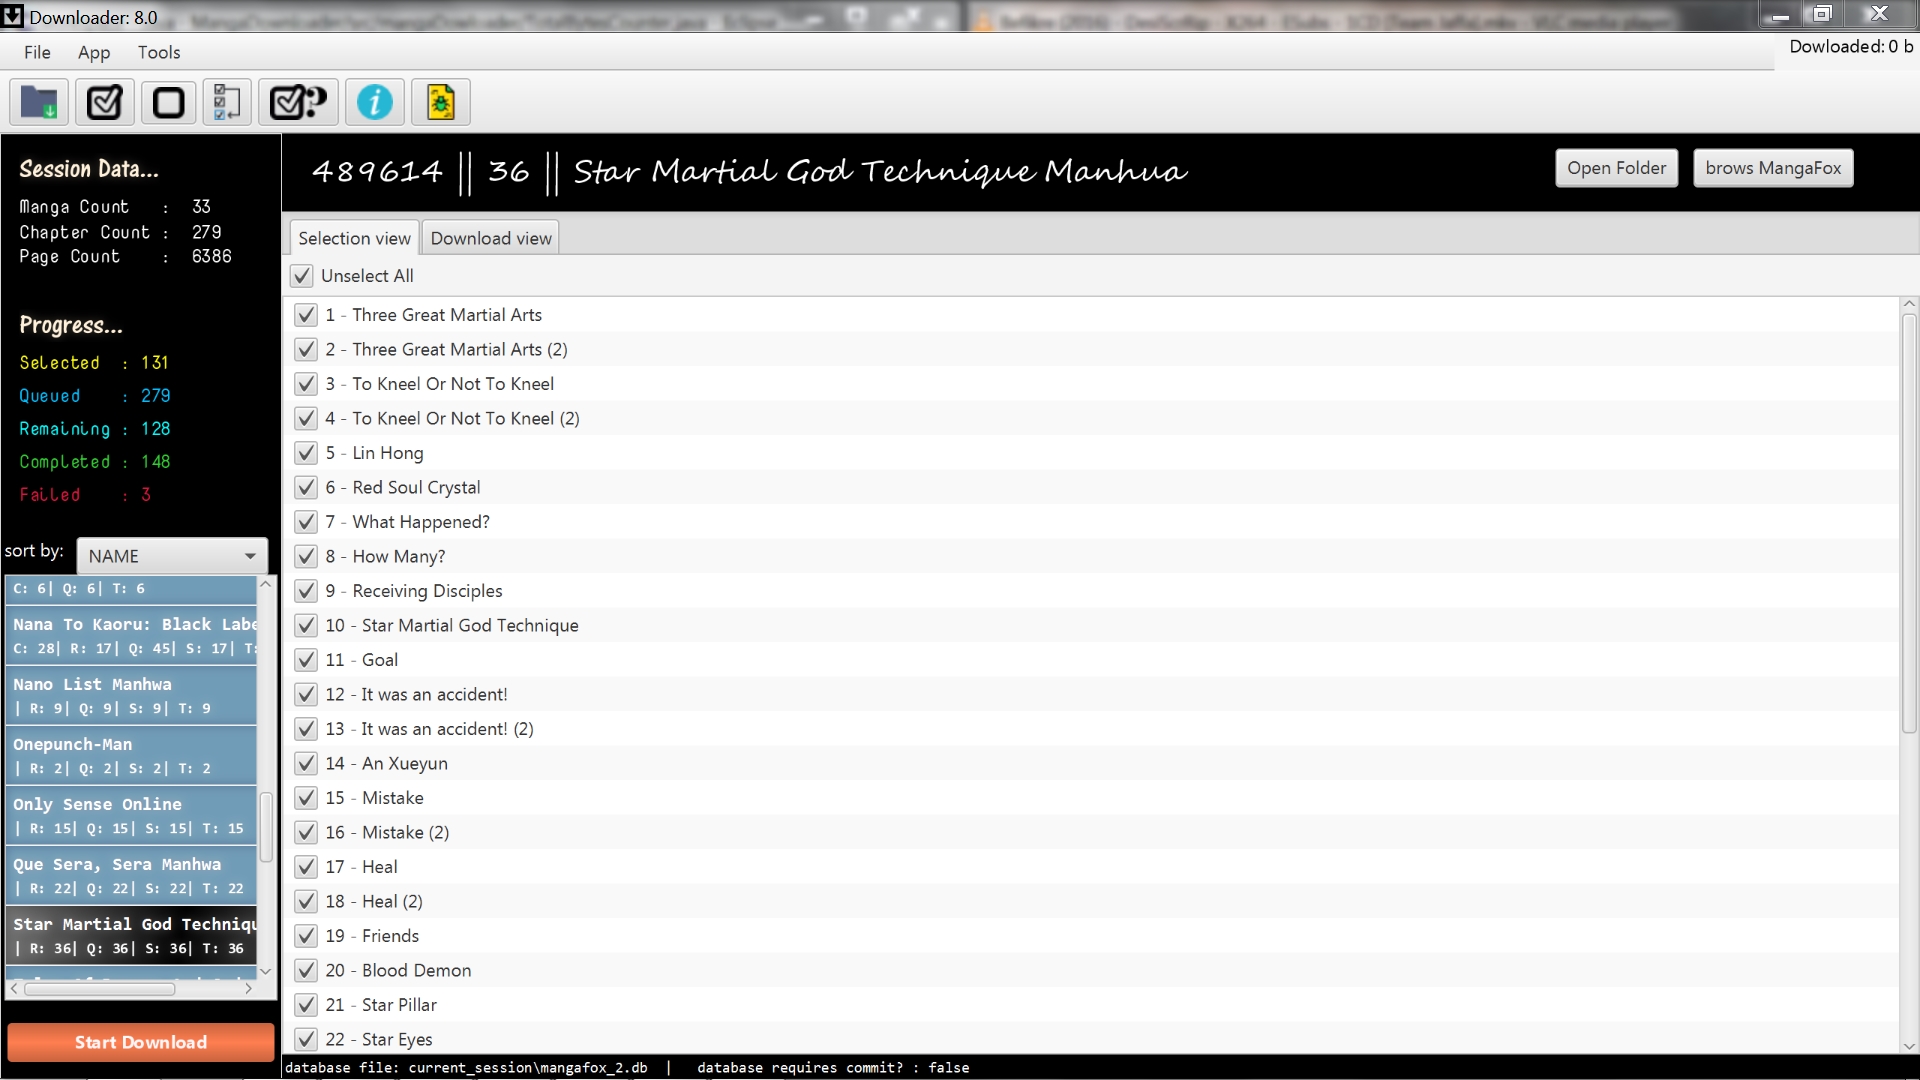 Downloader: 8.0
File App Tools
Dowloaded: 0 b
Session Data...
Manga Count : 33
Chapter Count : 279
Page Count : 6386
Progress...
Selected : 131
Queued : 279
Remaining : 128
Completed : 148
Failed : 3
sort by: NAME
C: 6| Q: 6| T: 6
Nana To Kaoru: Black Labe
C: 28| R: 17| Q: 45| S: 17| T:
Nano List Manhwa
| R: 9| Q: 9| S: 9| T: 9
Onepunch-Man
| R: 2| Q: 2| S: 2| T: 2
Only Sense Online
| R: 15| Q: 15| S: 15| T: 15
Que Sera, Sera Manhwa
| R: 22| Q: 22| S: 22| T: 22
Star Martial God Techniqu
| R: 36| Q: 36| S: 36| T: 36
Start Download
489614 || 36 || Star Martial God Technique Manhua
Open Folder
brows MangaFox
Selection view
Download view
Unselect All
1 - Three Great Martial Arts
2 - Three Great Martial Arts (2)
3 - To Kneel Or Not To Kneel
4 - To Kneel Or Not To Kneel (2)
5 - Lin Hong
6 - Red Soul Crystal
7 - What Happened?
8 - How Many?
9 - Receiving Disciples
10 - Star Martial God Technique
11 - Goal
12 - It was an accident!
13 - It was an accident! (2)
14 - An Xueyun
15 - Mistake
16 - Mistake (2)
17 - Heal
18 - Heal (2)
19 - Friends
20 - Blood Demon
21 - Star Pillar
22 - Star Eyes
database file: current_session\mangafox_2.db | database requires commit? : false